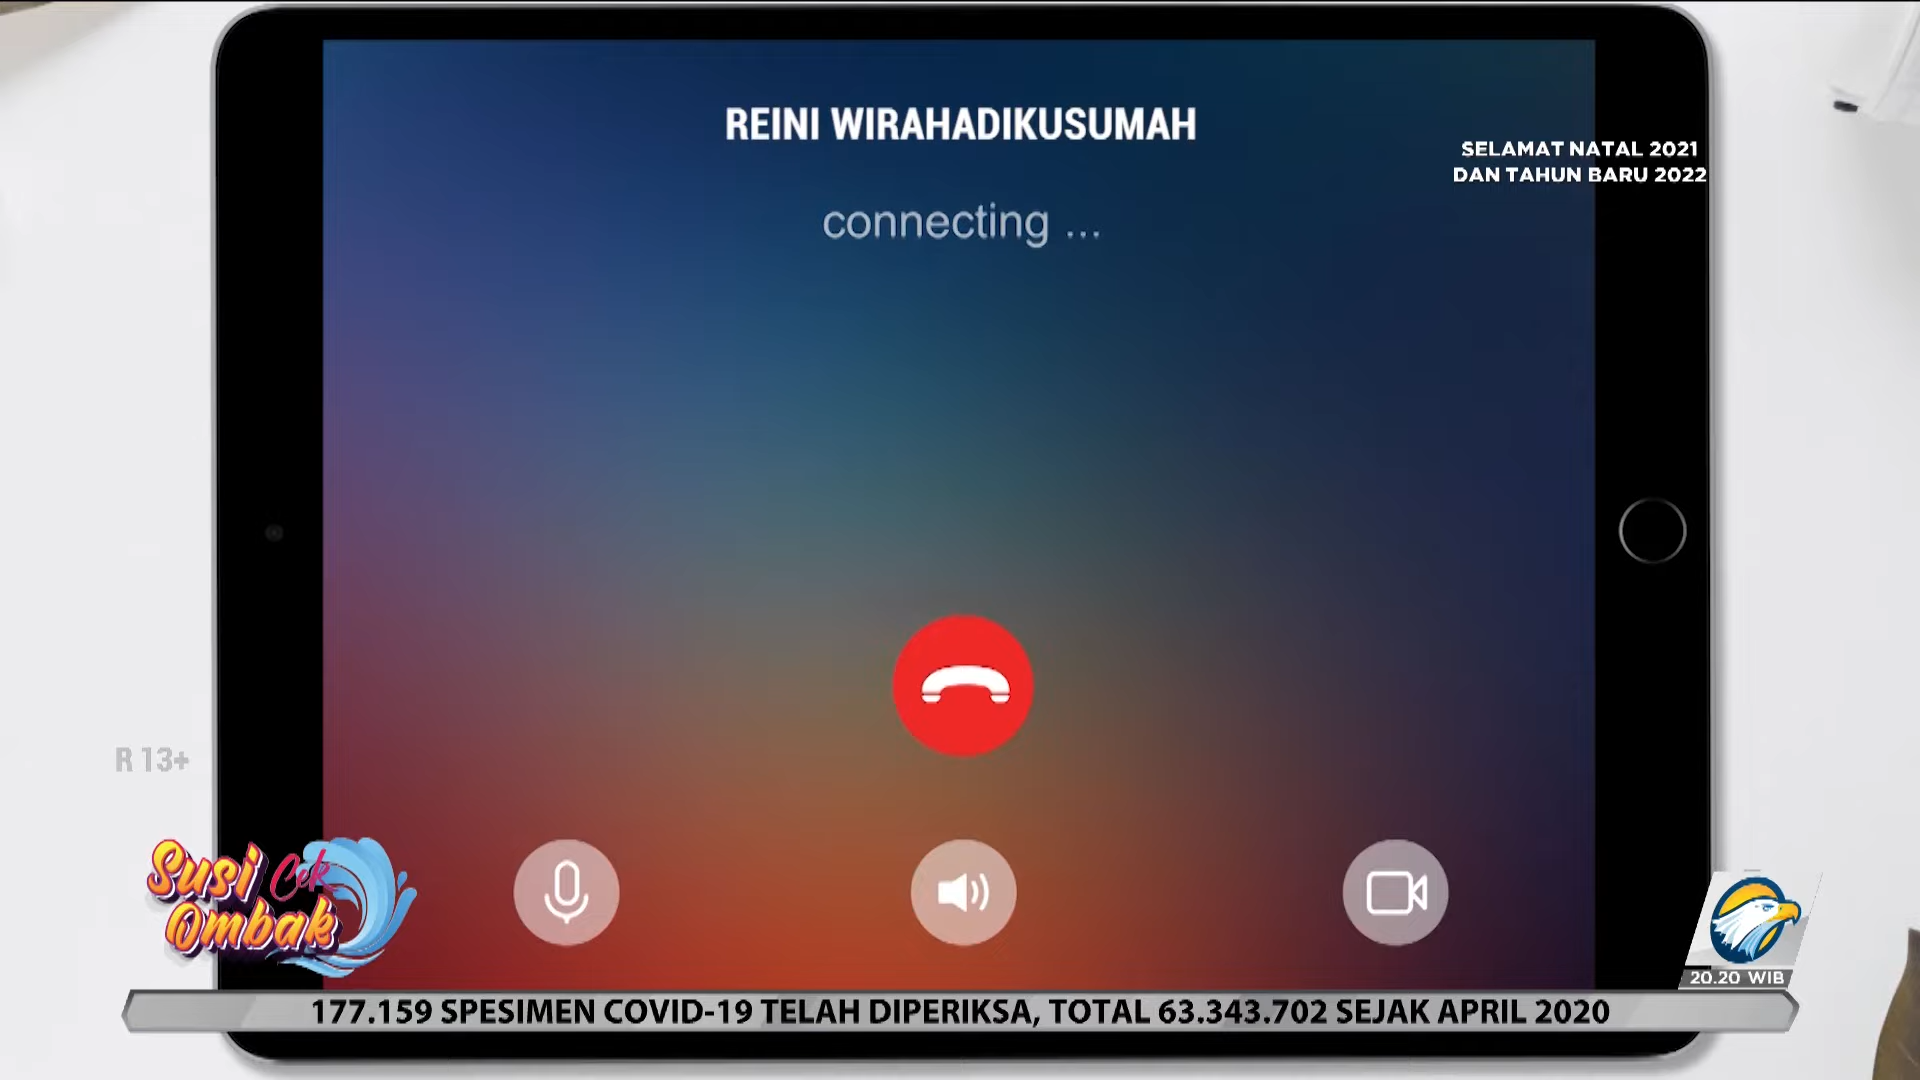 REINI WIRAHADIKUSUMAH
SELAMAT NATAL 2021
DAN TAHUN BARU 2022
connecting ...
R 13+
Susi Cek
Ombak
20.20 WIB
177.159 SPESIMEN COVID-19 TELAH DIPERIKSA, TOTAL 63.343.702 SEJAK APRIL 2020